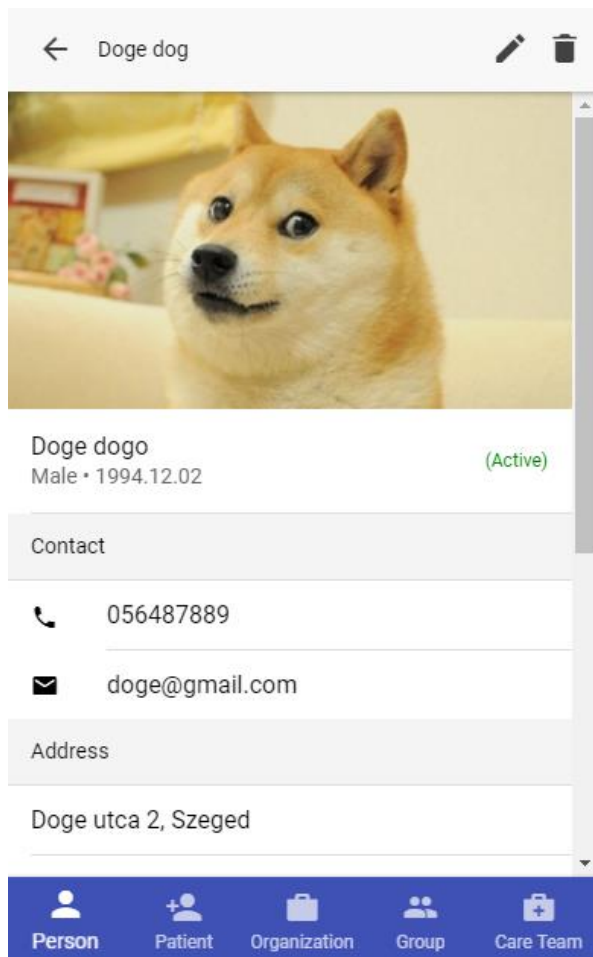 Doge dog
Doge dogo
(Active)
Male • 1994.12.02
Contact
056487889
doge@gmail.com
Address
Doge utca 2, Szeged
Person Patient Organization Group Care Team